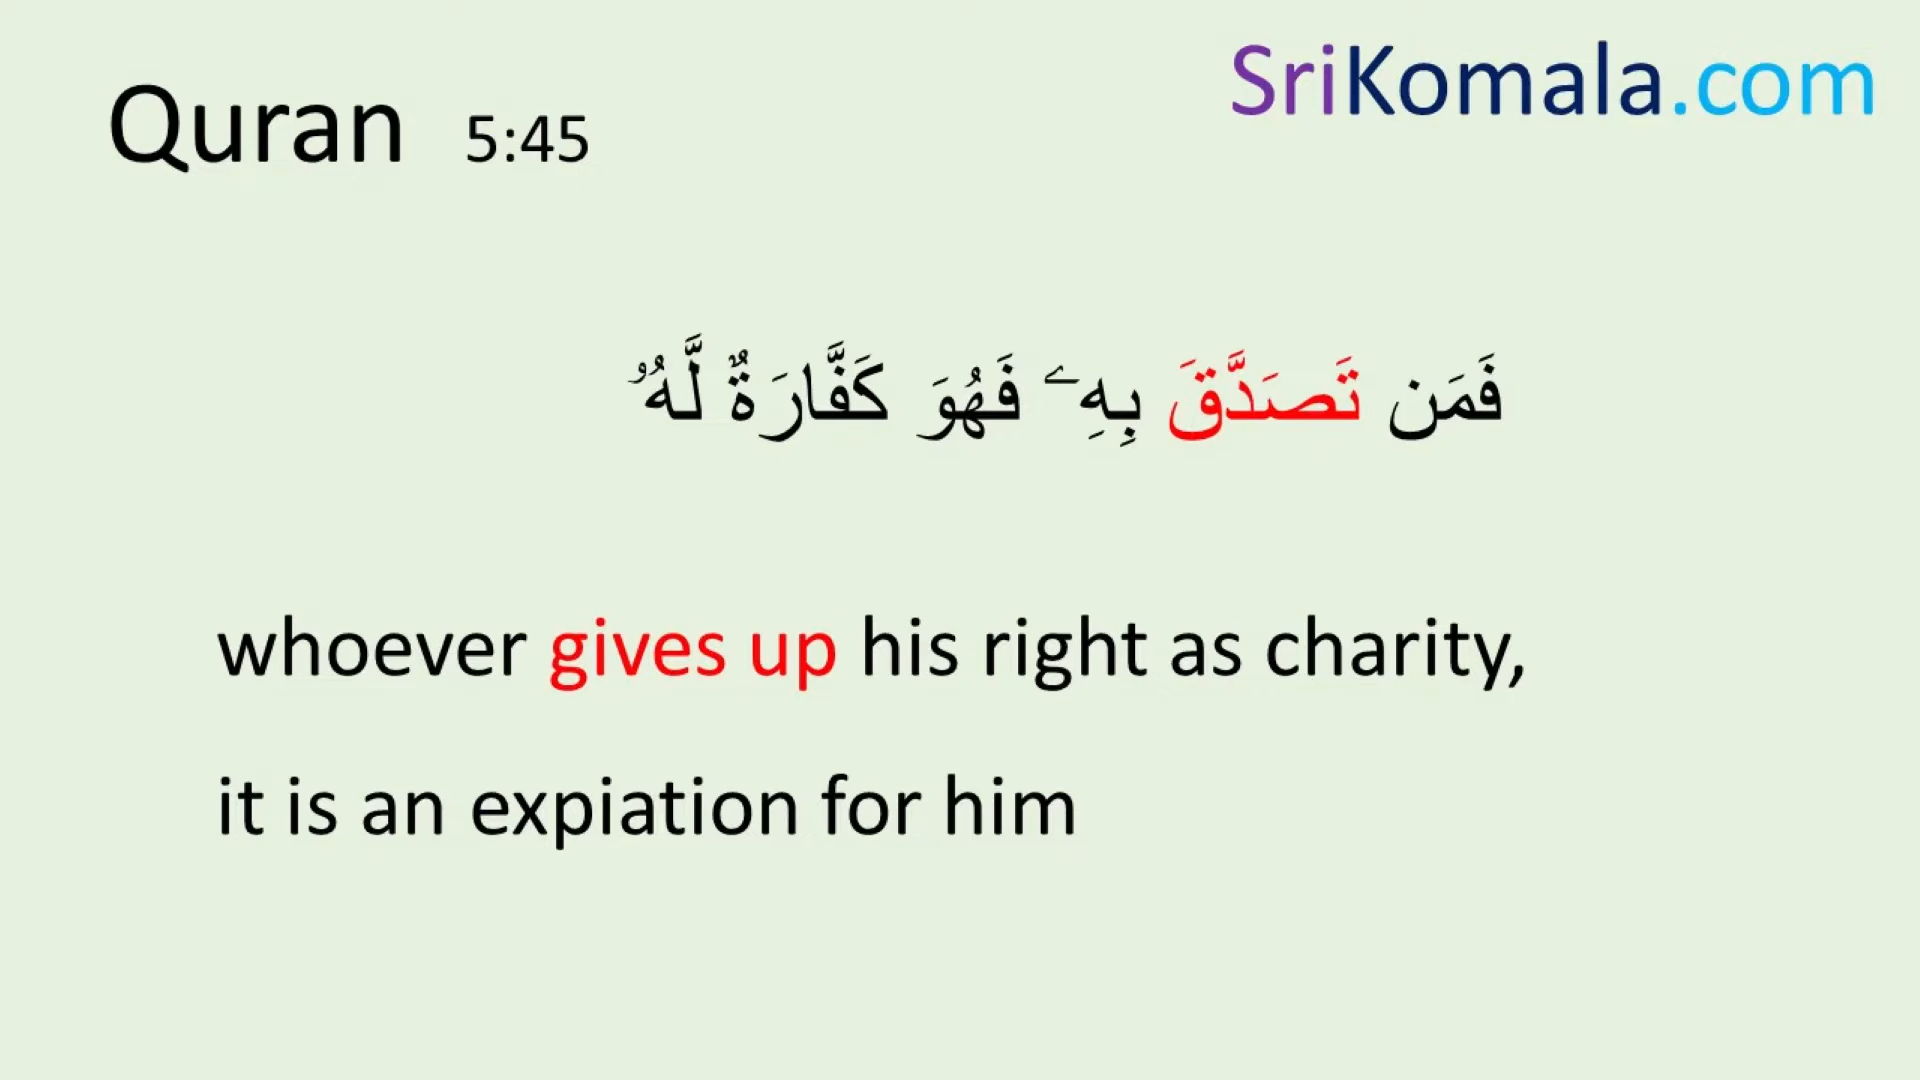 SriKomala.com
Quran 5:45
فَمَن تَصَدَّقَ بِهِۦ فَهُوَ كَفَّارَةٌ لَّهُۥ
whoever gives up his right as charity,
it is an expiation for him